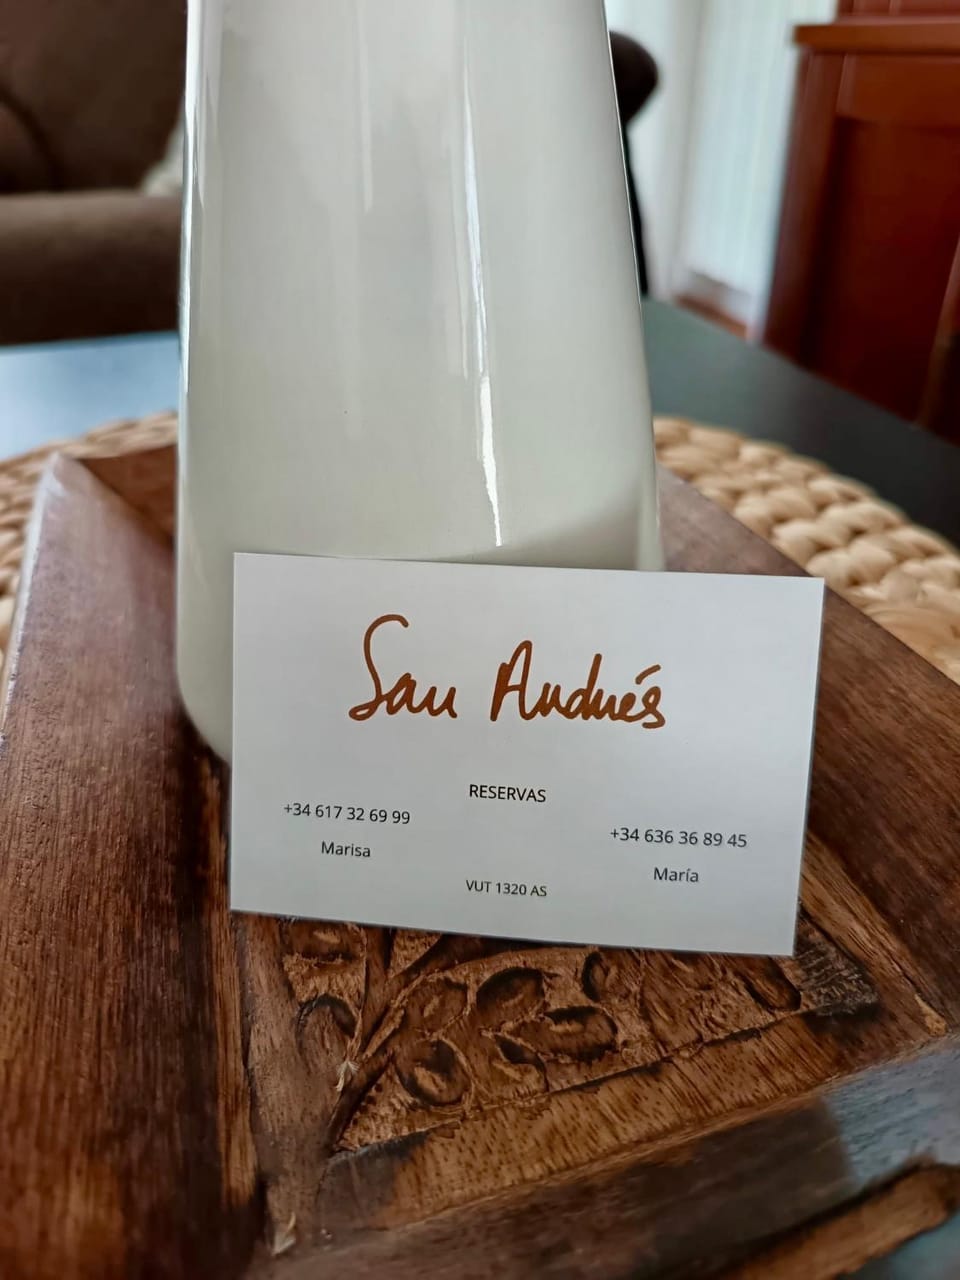 San Andrés
RESERVAS
+34 617 32 69 99
Marisa
+34 636 36 89 45
María
VUT 1320 AS